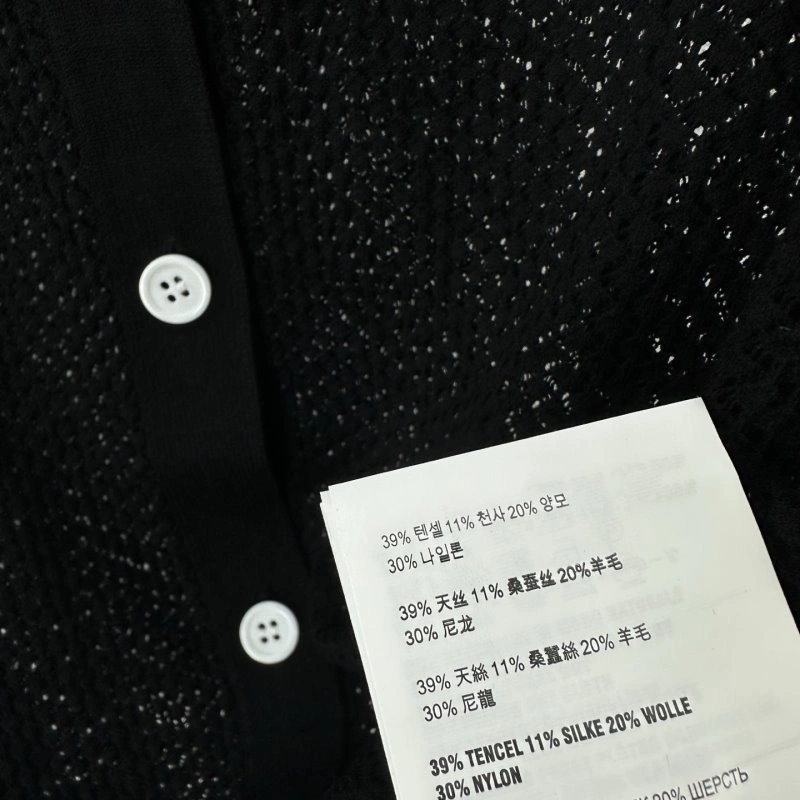 39% 텐셀 11% 천사 20% 양모
30% 나일론
39% 天丝 11% 桑蚕丝 20%羊毛
30% 尼龙
39% 天絲 11% 桑蠶絲 20% 羊毛
30% 尼龍
39% TENCEL 11% SILKE 20% WOLLE
30% NYLON
20% ШЕРСТЬ